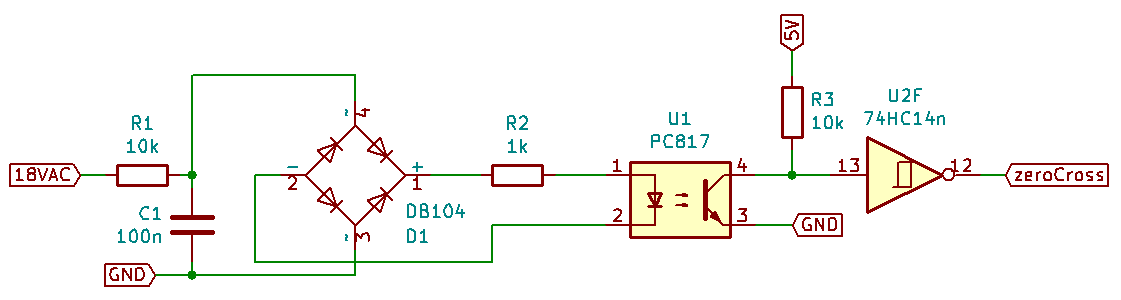 5V
R1
10k
18VAC
C1
100n
GND
~
4
-
2
+
1
~
3
DB104
D1
R2
1k
U1
PC817
1
2
4
3
GND
R3
10k
U2F
74HC14n
13
12
zeroCross